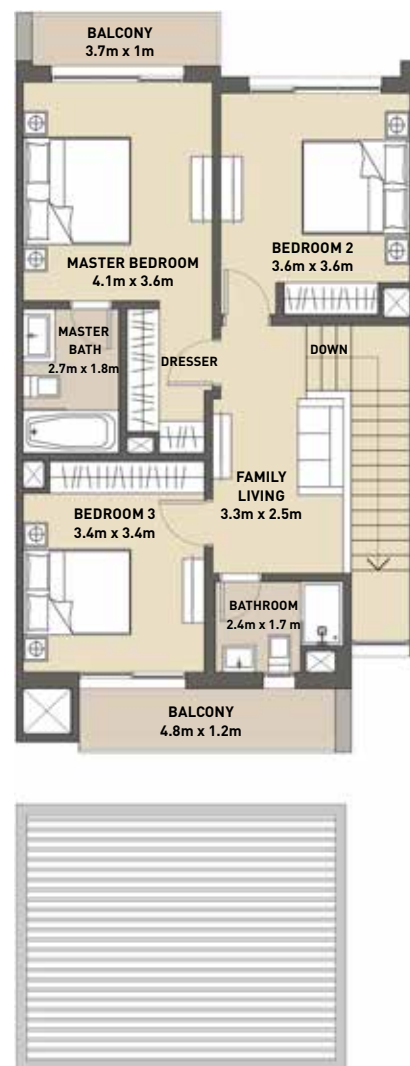 BALCONY
3.7m x 1m
MASTER BEDROOM
4.1m x 3.6m
BEDROOM 2
3.6m x 3.6m
MASTER
BATH
2.7m x 1.8m
DRESSER
DOWN
FAMILY
LIVING
3.3m x 2.5m
BEDROOM 3
3.4m x 3.4m
BATHROOM
2.4m x 1.7 m
BALCONY
4.8m x 1.2m